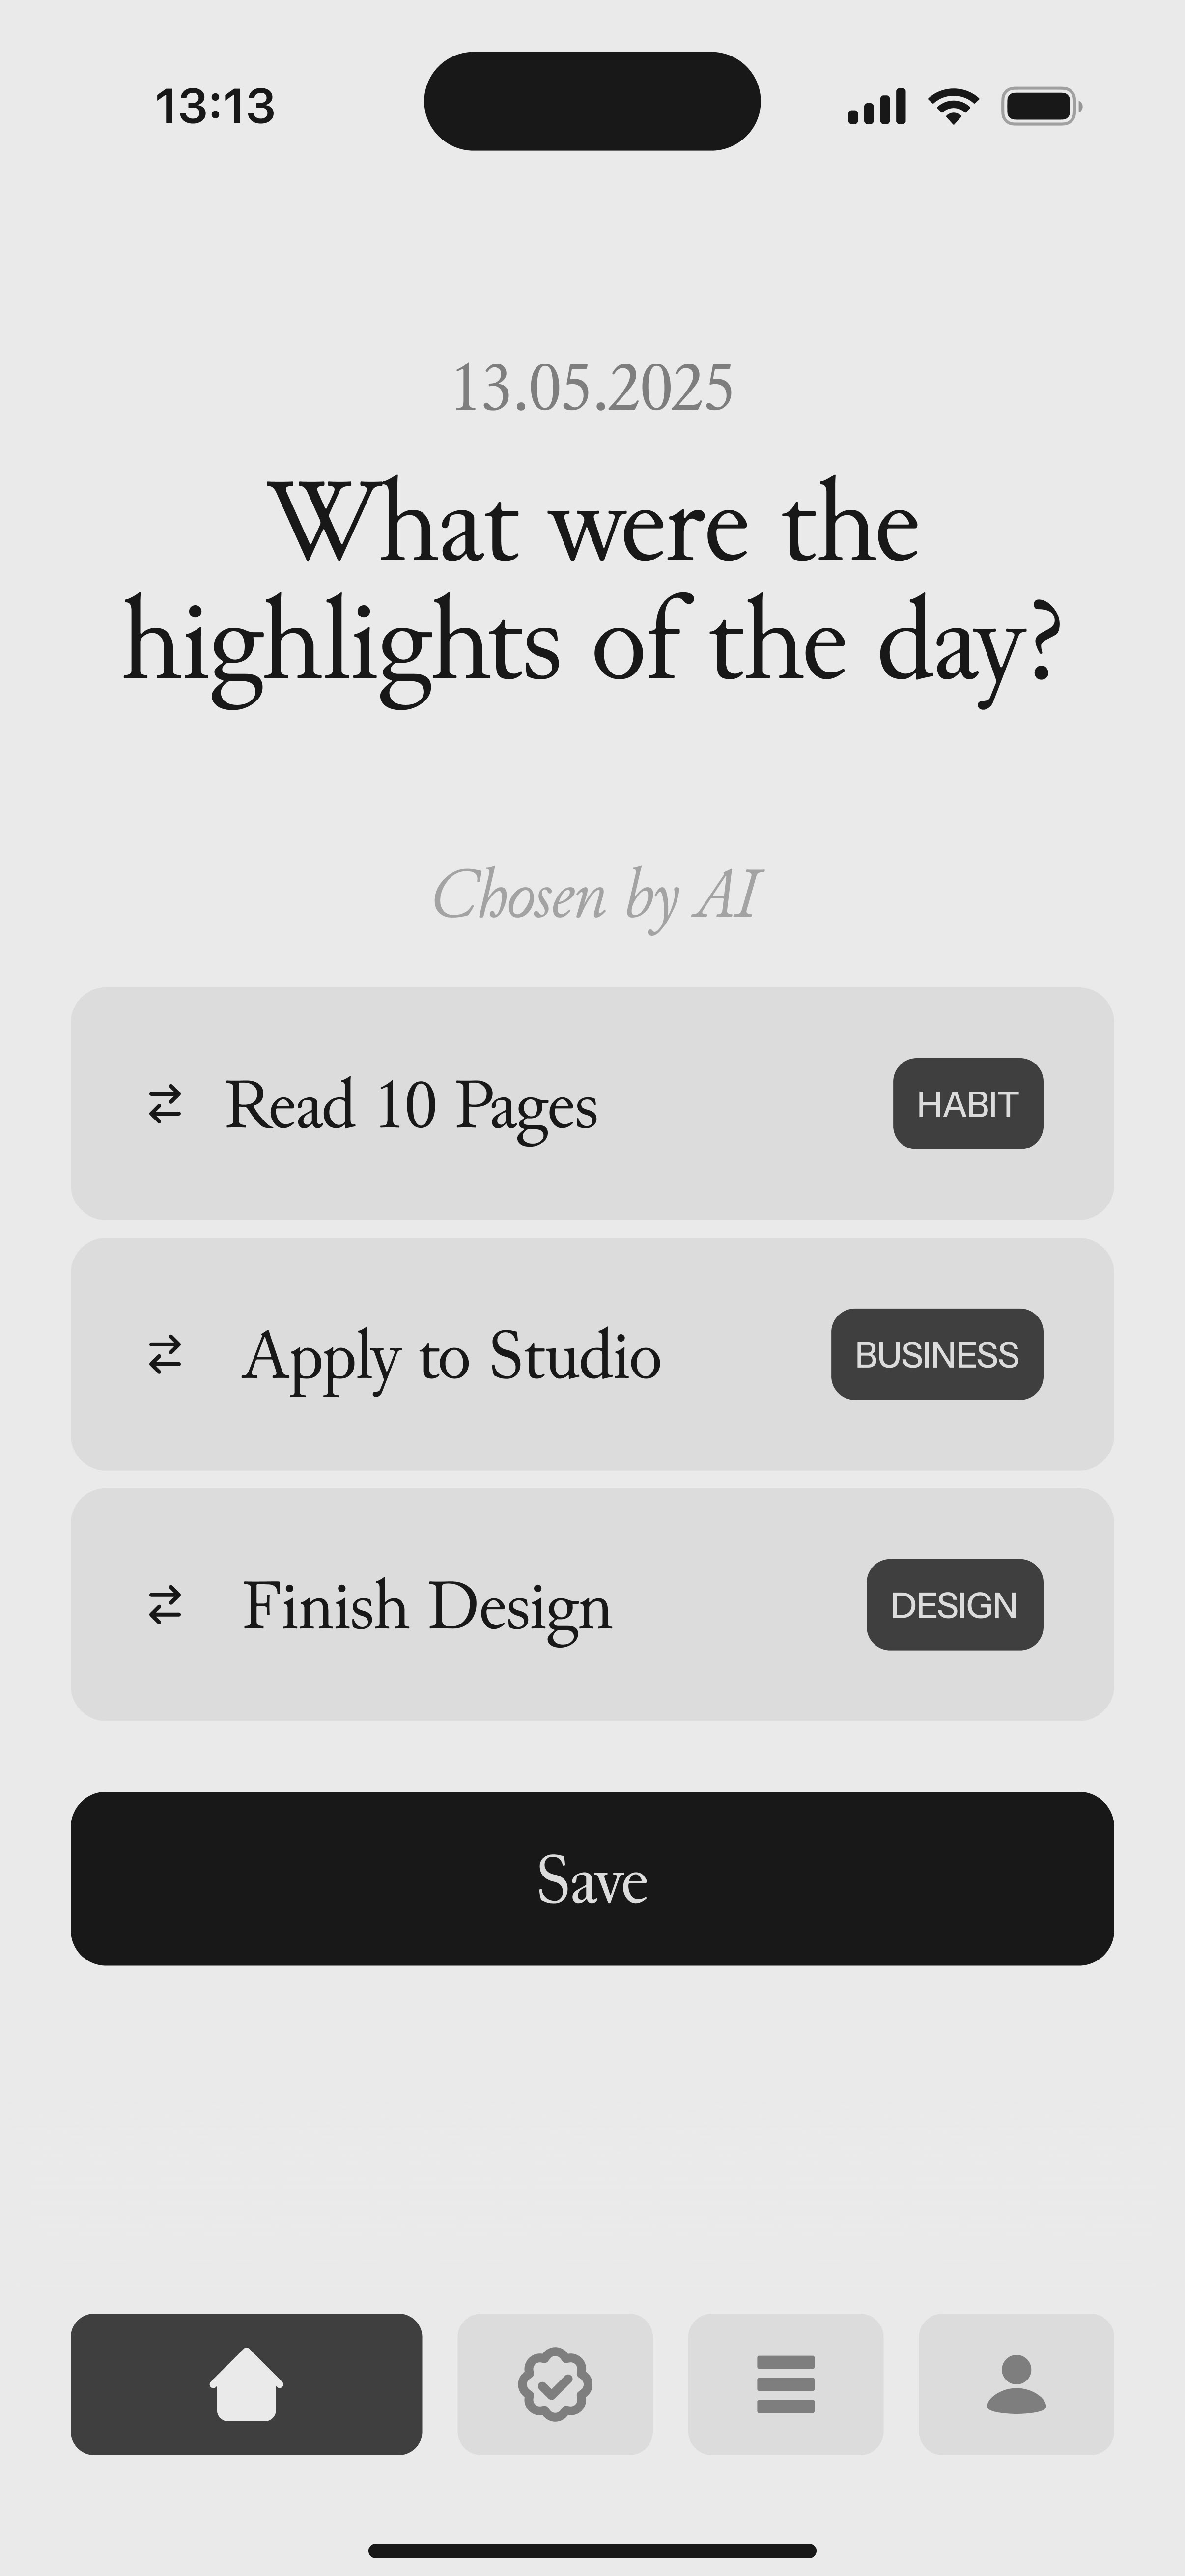 13:13
13.05.2025
What were the
highlights of the day?
Chosen by AI
Read 10 Pages
HABIT
Apply to Studio
BUSINESS
Finish Design
DESIGN
Save